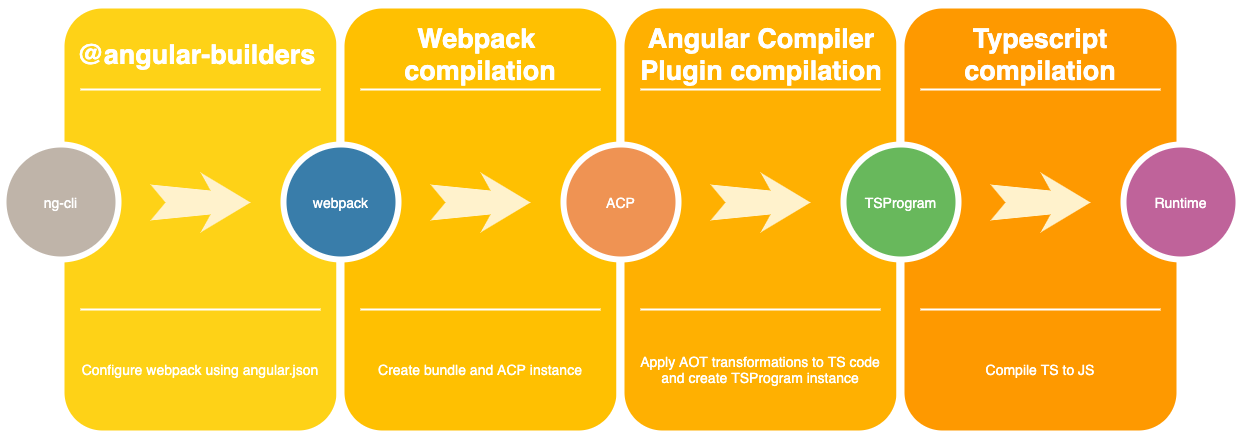 @angular-builders
Webpack
compilation
Angular Compiler
Plugin compilation
Typescript
compilation
ng-cli
webpack
ACP
TSProgram
Runtime
Configure webpack using angular.json
Create bundle and ACP instance
Apply AOT transformations to TS code
and create TSProgram instance
Compile TS to JS